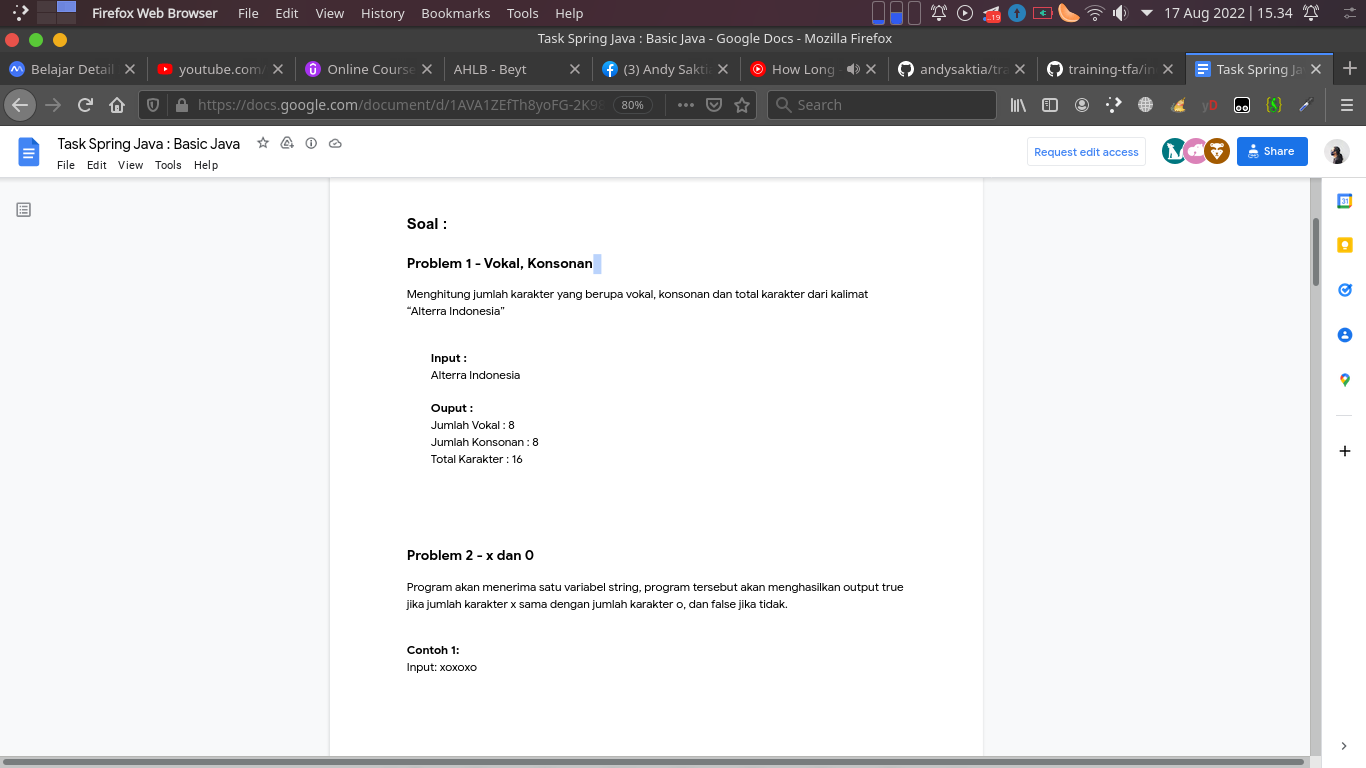 Firefox Web Browser File Edit View History Bookmarks Tools Help 19 17 Aug 2022 | 15.34
Task Spring Java : Basic Java - Google Docs - Mozilla Firefox
Belajar Detail youtube.com/ Online Course AHLB - Beyt (3) Andy Sakti How Long andysaktia/tra training-tfa/in Task Spring Ja
https://docs.google.com/document/d/1AVA1ZEfTh8yoFG-2K98 80% Search yD
Task Spring Java : Basic Java
File Edit View Tools Help
Request edit access
Share
31
Soal :
Problem 1 - Vokal, Konsonan
Menghitung jumlah karakter yang berupa vokal, konsonan dan total karakter dari kalimat
“Alterra Indonesia”
Input :
Alterra Indonesia
Ouput :
Jumlah Vokal : 8
Jumlah Konsonan : 8
Total Karakter : 16
Problem 2 - x dan 0
Program akan menerima satu variabel string, program tersebut akan menghasilkan output true
jika jumlah karakter x sama dengan jumlah karakter o, dan false jika tidak.
Contoh 1:
Input: xoxoxo